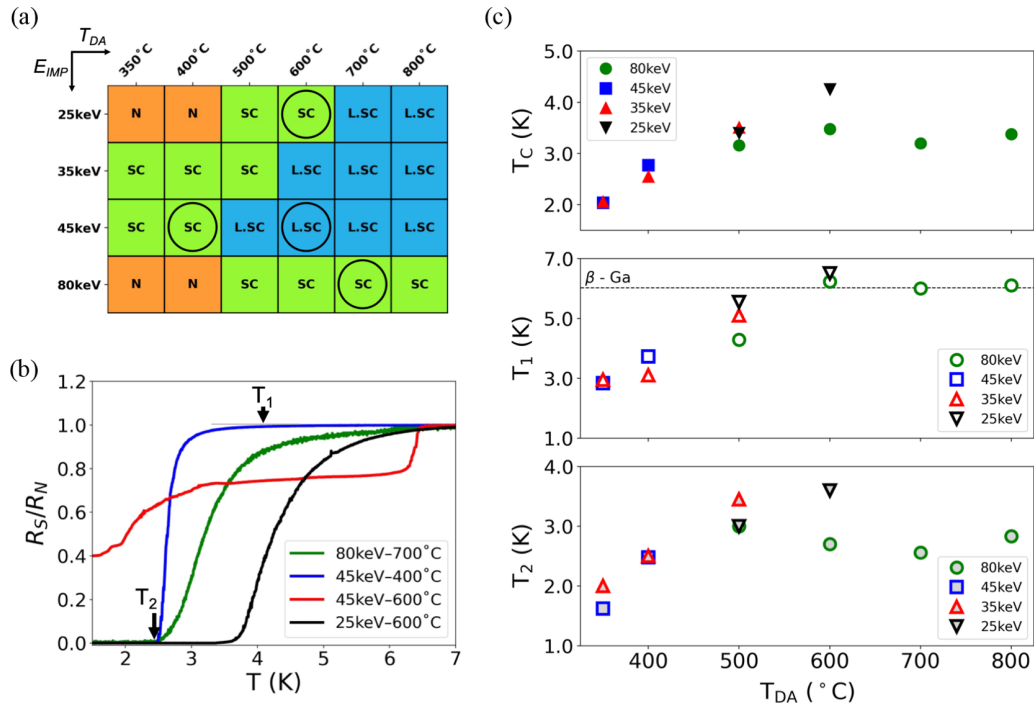 (a)
T_DA
E_IMP
350°C 400°C 500°C 600°C 700°C 800°C
25keV N N SC SC L.SC L.SC
35keV SC SC SC L.SC L.SC L.SC
45keV SC SC L.SC L.SC L.SC L.SC
80keV N N SC SC SC SC
(b)
1.2
1.0
0.8
0.6
0.4
0.2
0.0
R_S/R_N
T_1
T_2
80keV–700°C
45keV–400°C
45keV–600°C
25keV–600°C
2 3 4 5 6 7
T (K)
(c)
5.0
4.0
3.0
2.0
T_C (K)
80keV
45keV
35keV
25keV
7.0
5.0
3.0
1.0
T_1 (K)
β - Ga
80keV
45keV
35keV
25keV
4.0
3.0
2.0
1.0
T_2 (K)
80keV
45keV
35keV
25keV
400 500 600 700 800
T_DA (°C)